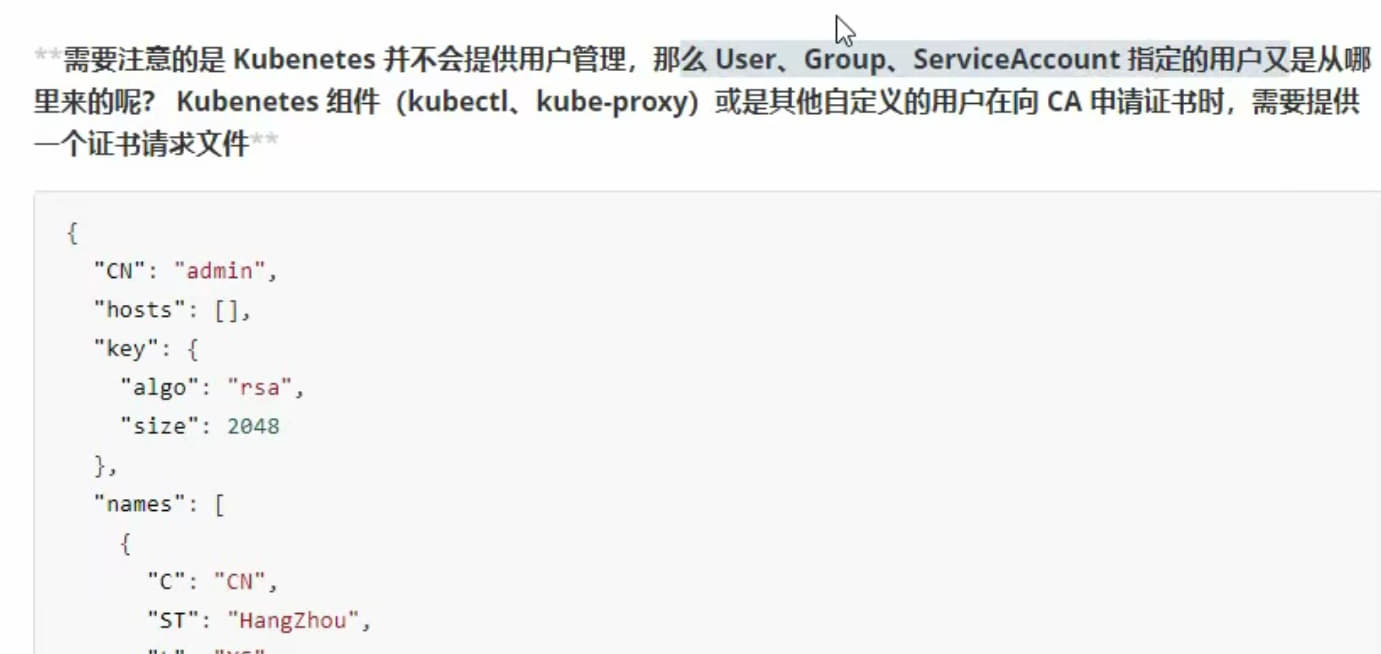 **需要注意的是 Kubenetes 并不会提供用户管理，那么 User、Group、ServiceAccount 指定的用户又是从哪
里来的呢？ Kubenetes 组件（kubectl、kube-proxy）或是其他自定义的用户在向 CA 申请证书时，需要提供
一个证书请求文件**
{
"CN": "admin",
"hosts": [],
"key": {
"algo": "rsa",
"size": 2048
},
"names": [
{
"C": "CN",
"ST": "HangZhou",